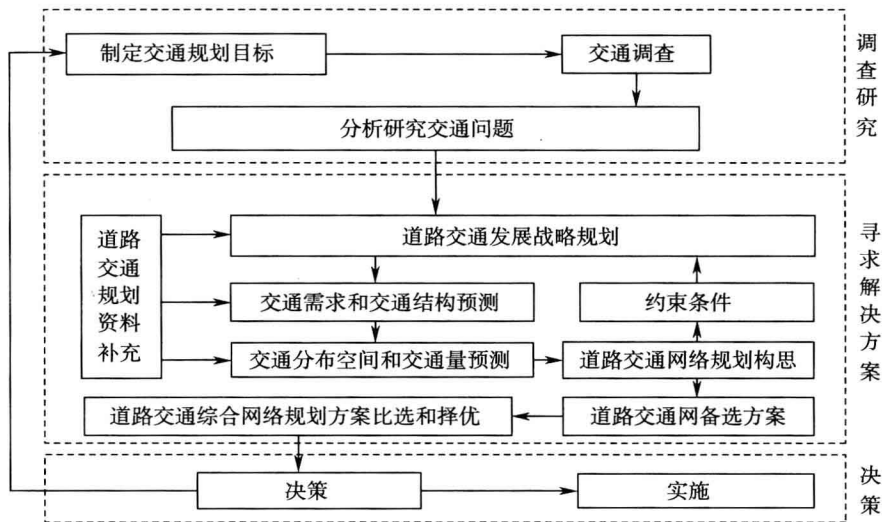 制定交通规划目标
交通调查
分析研究交通问题
调查研究
道路交通规划资料补充
道路交通发展战略规划
交通需求和交通结构预测
约束条件
交通分布空间和交通量预测
道路交通网络规划构思
道路交通综合网络规划方案比选和择优
道路交通网备选方案
寻求解决方案
决策
实施
决策